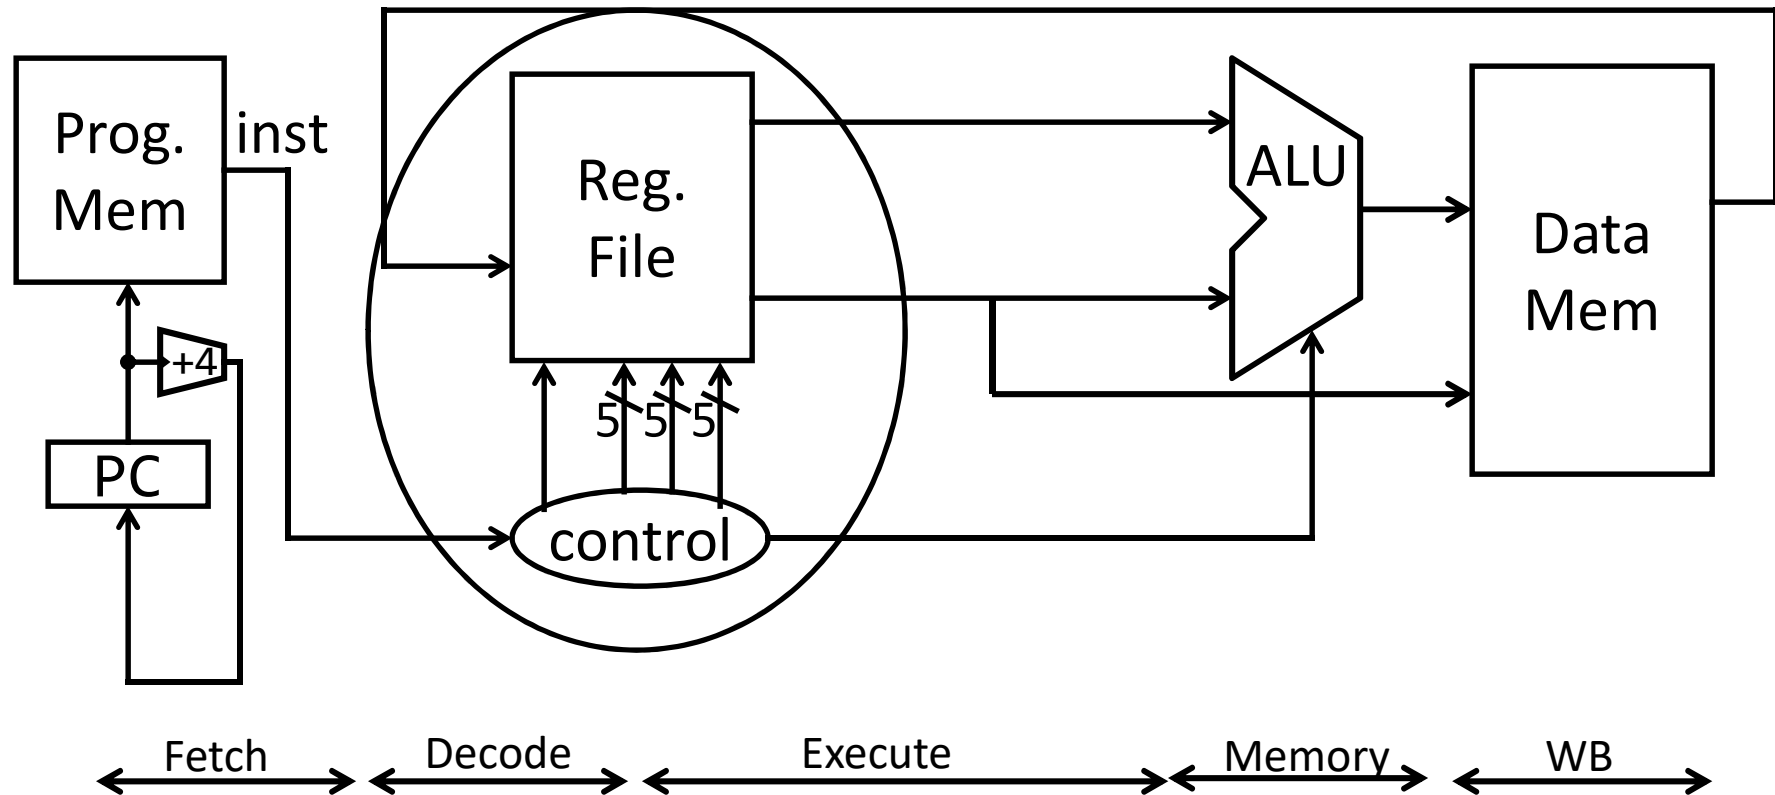 Prog.
Mem
inst
+4
PC
Reg.
File
5 5 5
control
ALU
Data
Mem
Fetch
Decode
Execute
Memory
WB